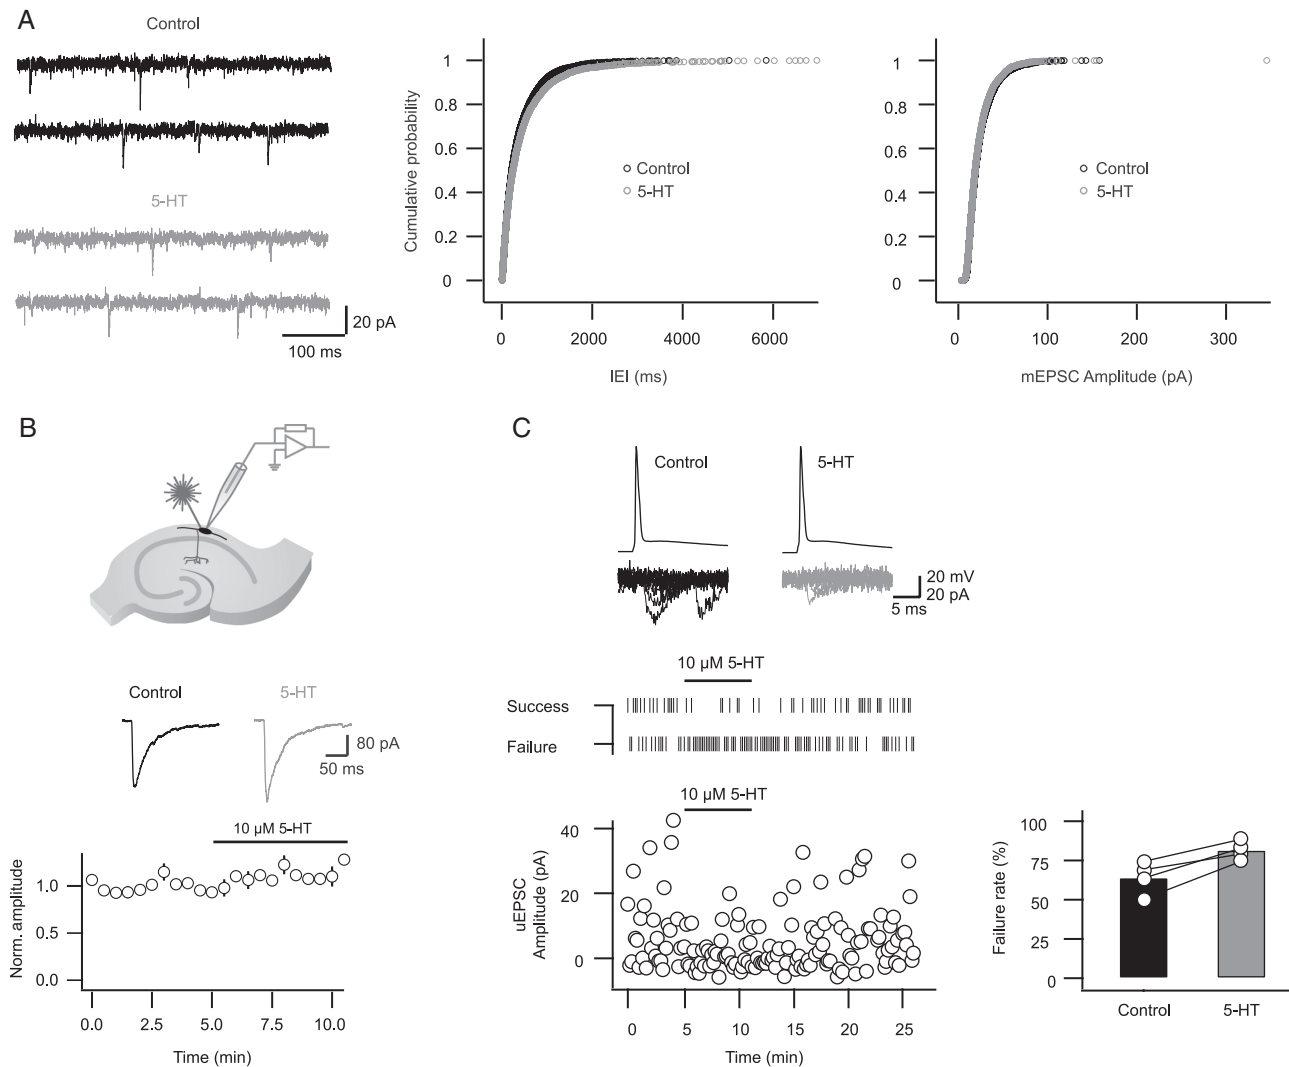 A
Control
5-HT
20 pA
100 ms
Cumulative probability
1
0.8
0.6
0.4
0.2
0
Control
5-HT
0 2000 4000 6000
IEI (ms)
1
0.8
0.6
0.4
0.2
0
Control
5-HT
0 100 200 300
mEPSC Amplitude (pA)
B
Control 5-HT
80 pA
50 ms
10 µM 5-HT
Norm. amplitude
1.0
0.5
0.0
0.0 2.5 5.0 7.5 10.0
Time (min)
C
Control 5-HT
20 mV
20 pA
5 ms
10 µM 5-HT
Success
Failure
10 µM 5-HT
uEPSC
Amplitude (pA)
40
20
0
0 5 10 15 20 25
Time (min)
Failure rate (%)
100
75
50
25
0
Control 5-HT